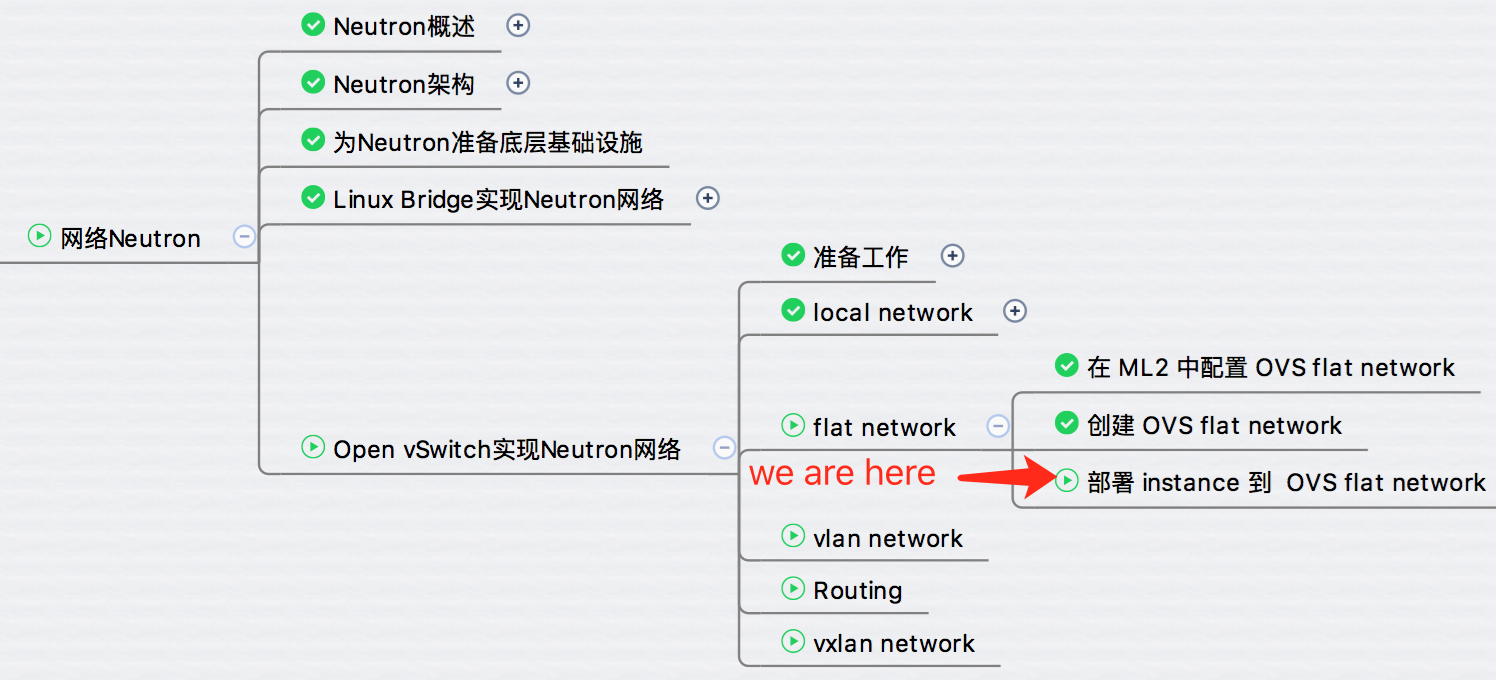 Neutron概述
Neutron架构
为Neutron准备底层基础设施
Linux Bridge实现Neutron网络
网络Neutron
准备工作
local network
在 ML2 中配置 OVS flat network
flat network
创建 OVS flat network
Open vSwitch实现Neutron网络
we are here
部署 instance 到 OVS flat network
vlan network
Routing
vxlan network